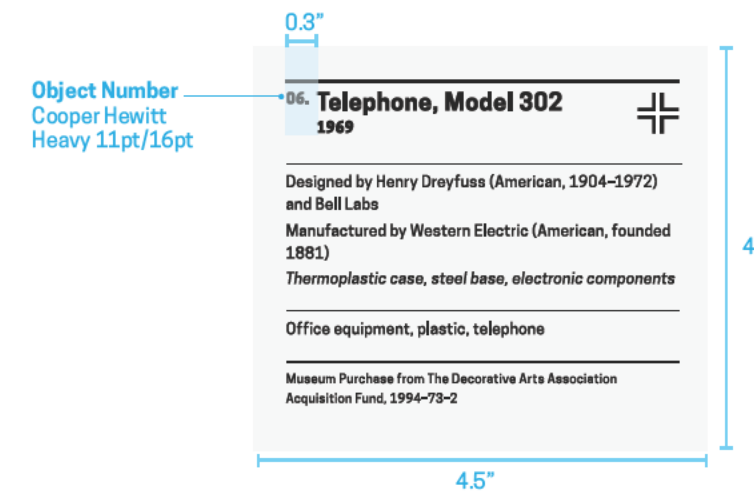 0.3”
Object Number
Cooper Hewitt
Heavy 11pt/16pt
06. Telephone, Model 302
1969
Designed by Henry Dreyfuss (American, 1904–1972)
and Bell Labs
Manufactured by Western Electric (American, founded
1881)
Thermoplastic case, steel base, electronic components
Office equipment, plastic, telephone
Museum Purchase from The Decorative Arts Association
Acquisition Fund, 1994–73–2
4
4.5”